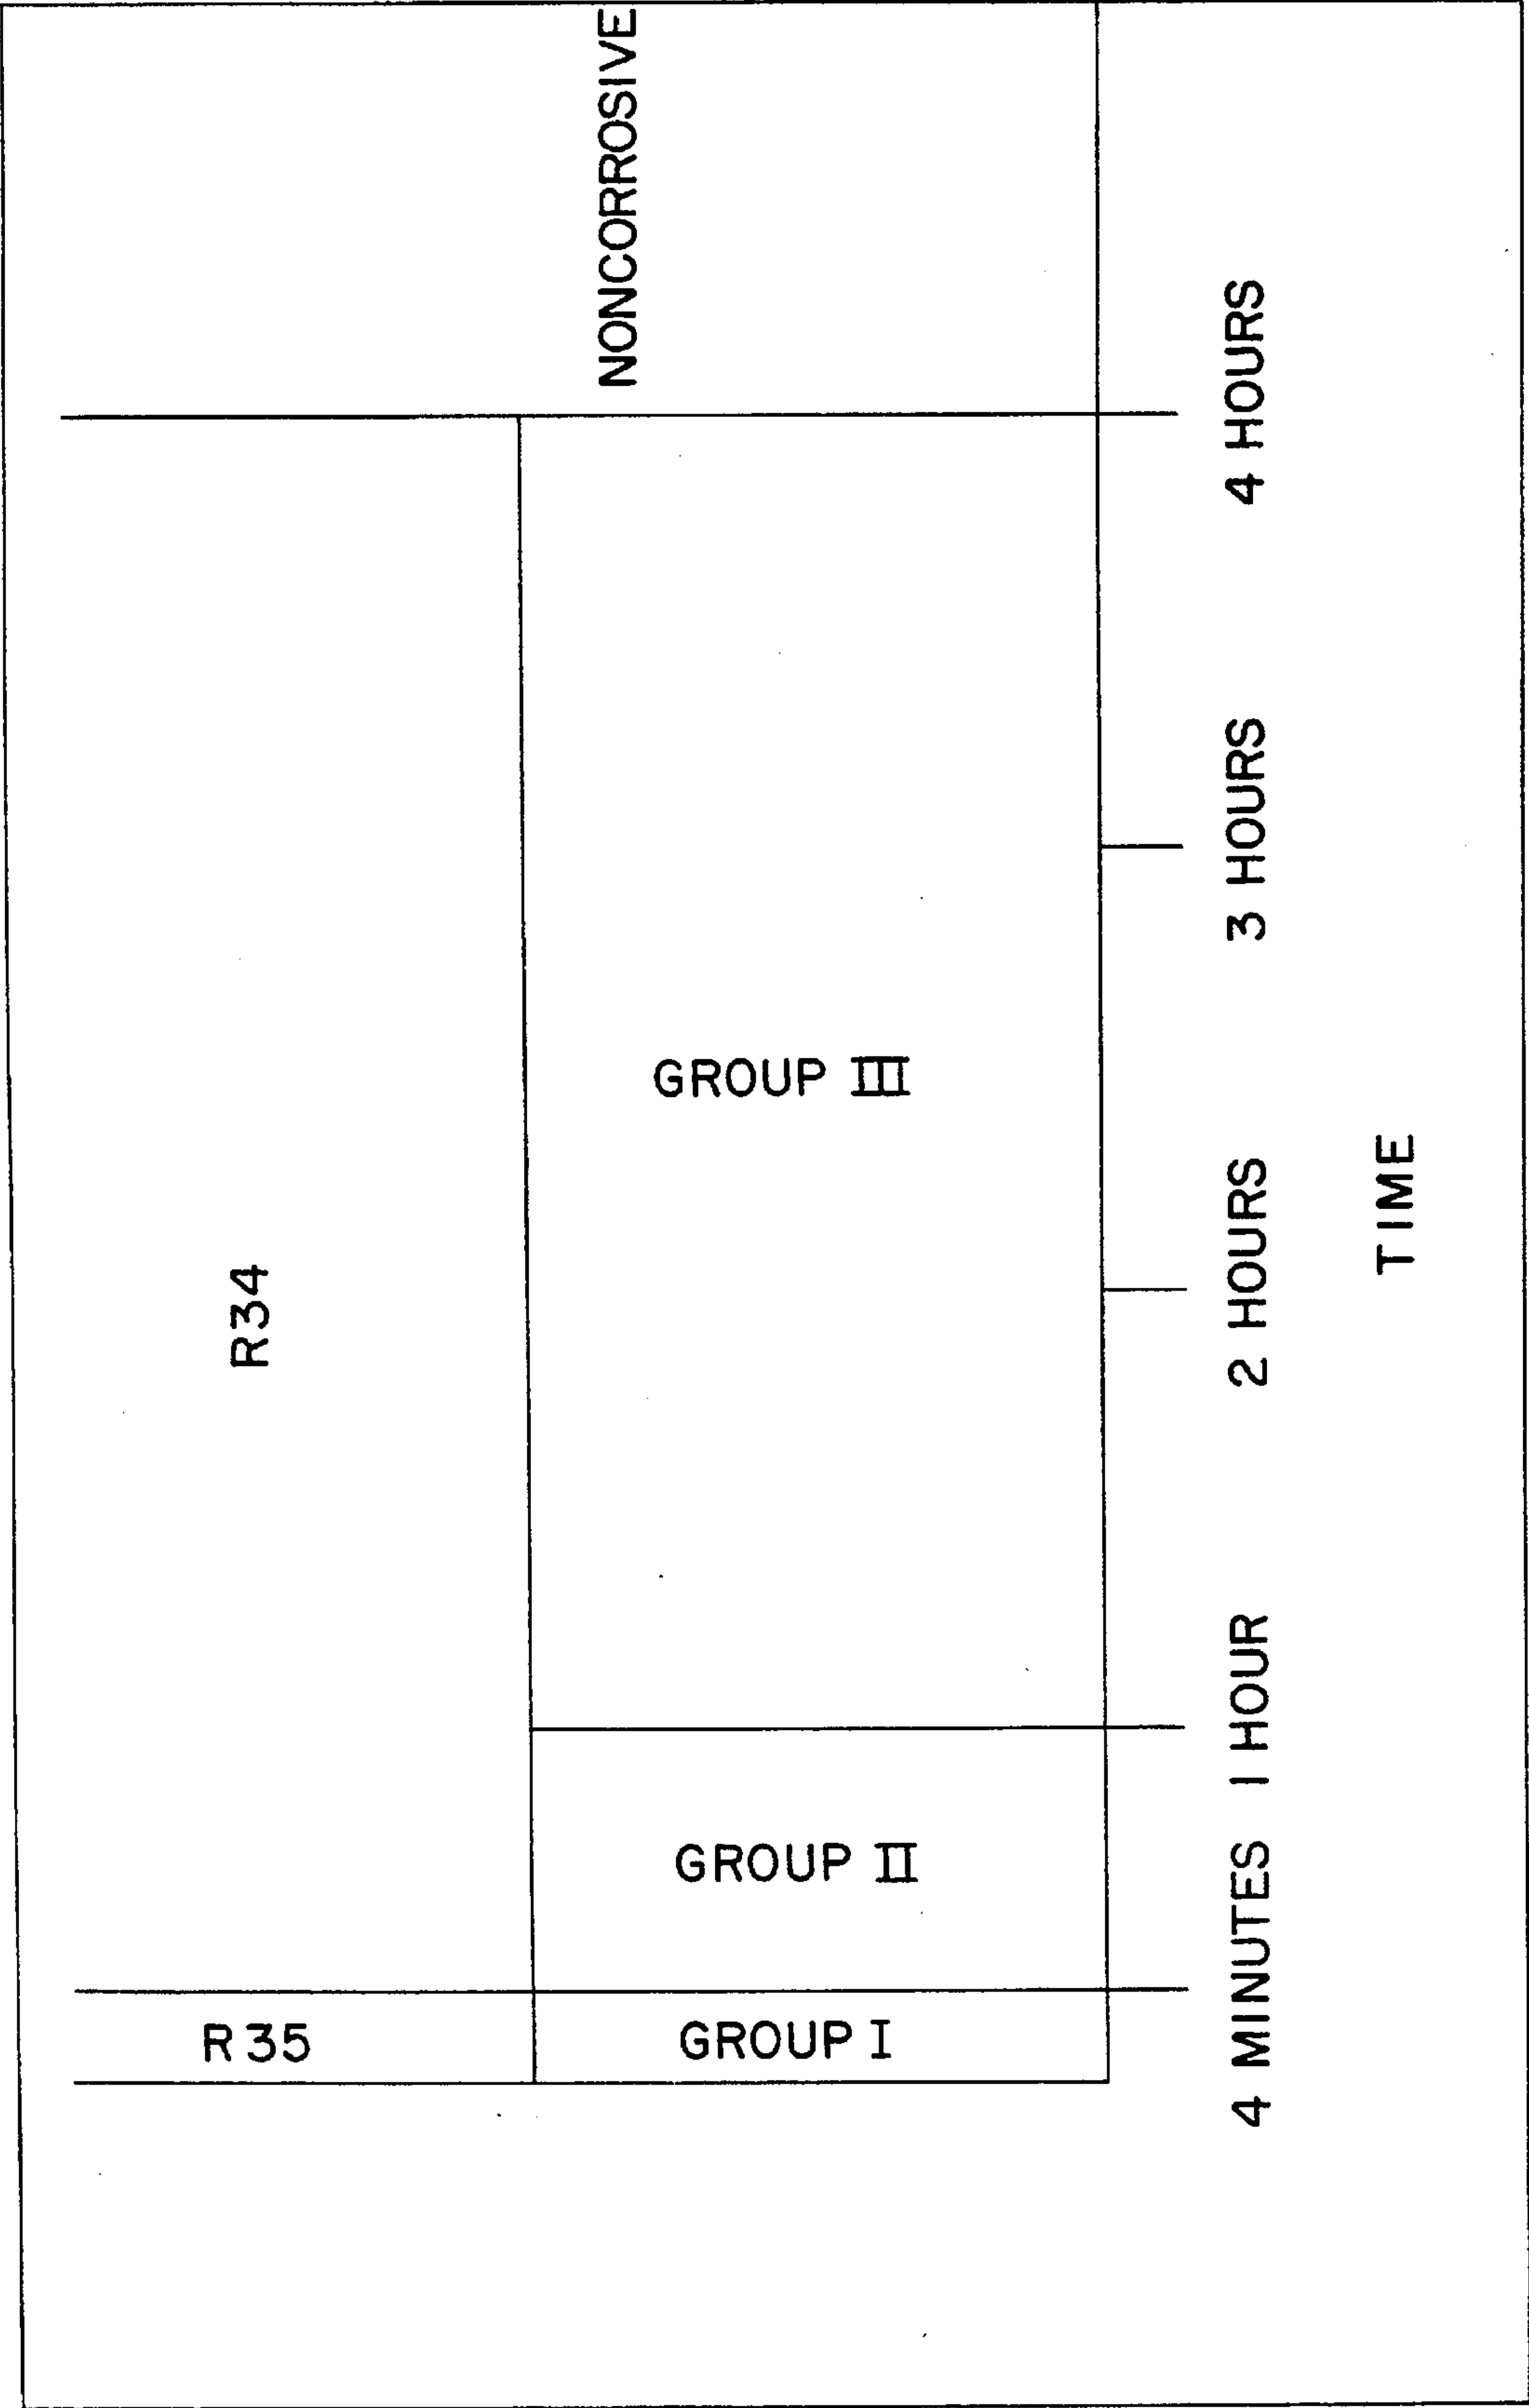 R35
R34
GROUP I
GROUP II
GROUP III
NONCORROSIVE
4 MINUTES
1 HOUR
2 HOURS
3 HOURS
4 HOURS
TIME